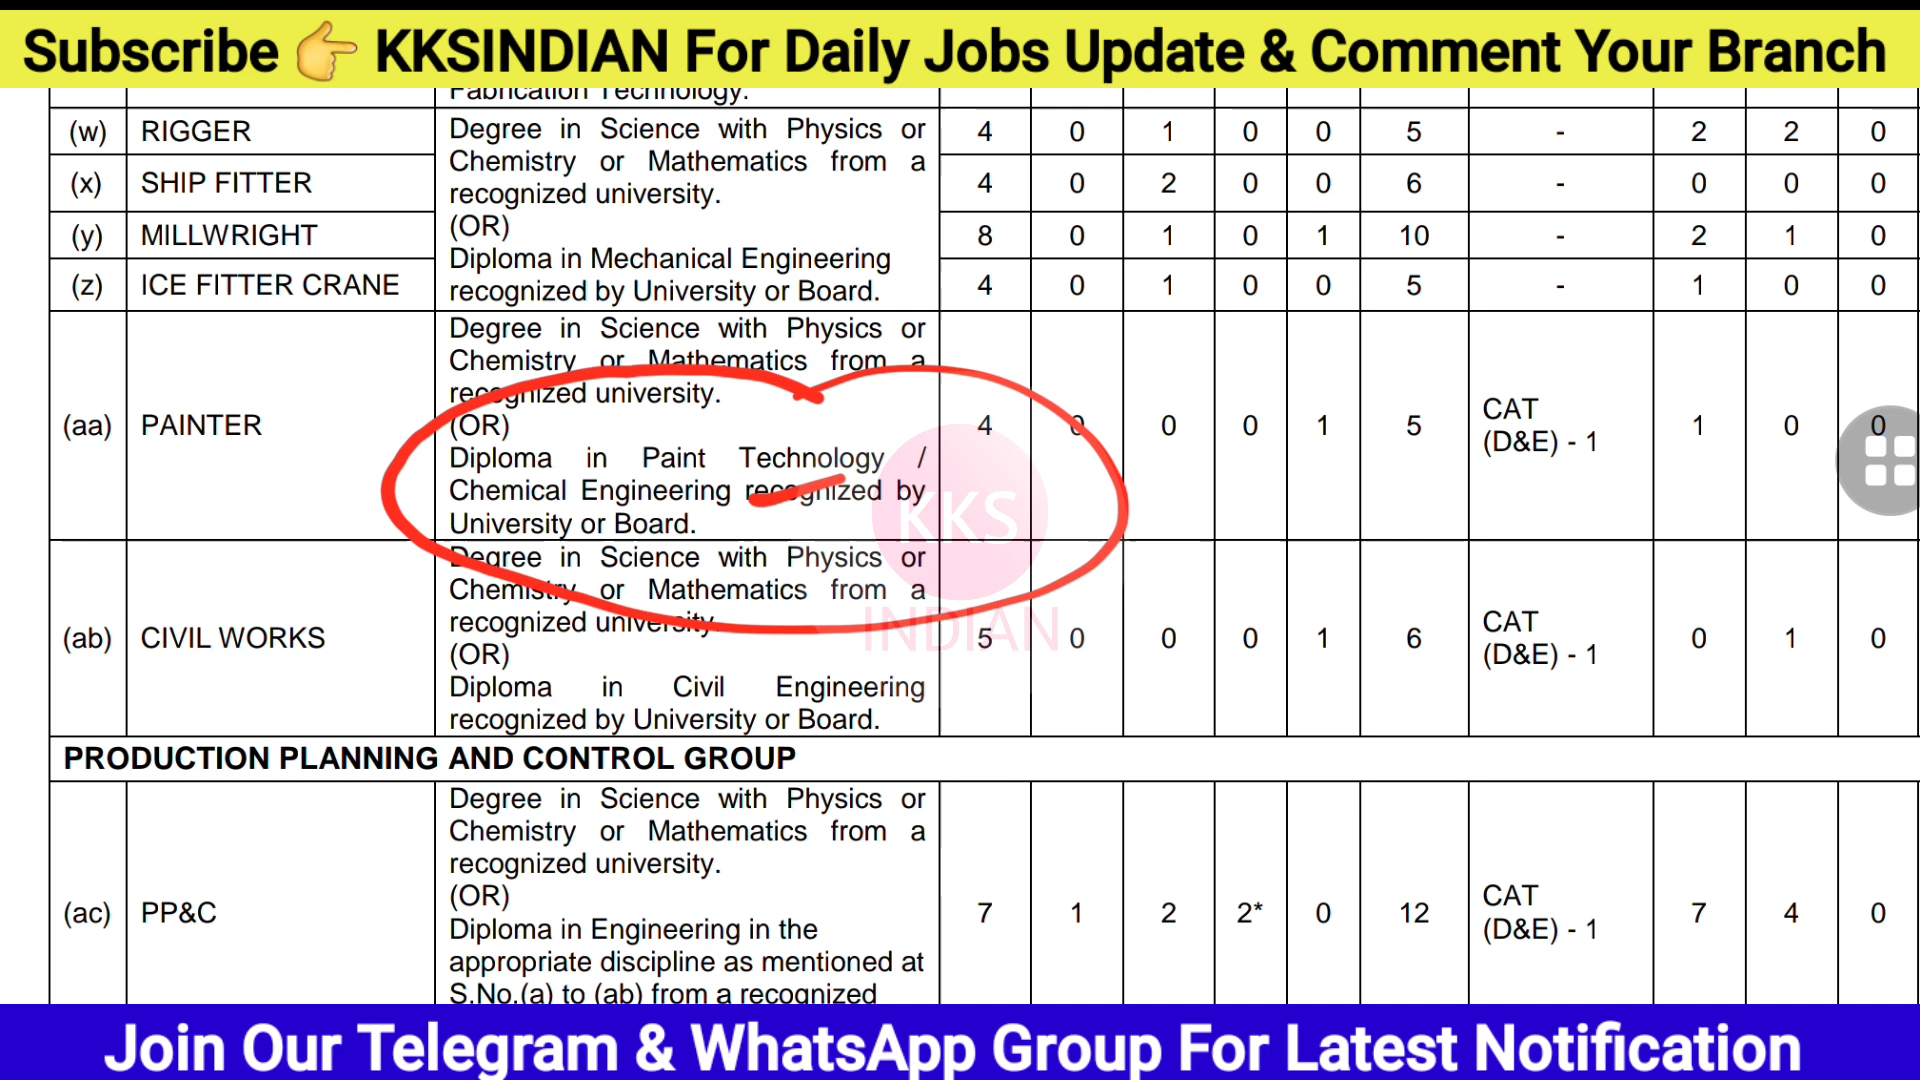 Subscribe 👉 KKSINDIAN For Daily Jobs Update & Comment Your Branch
Fabrication Technology.
(w) RIGGER 4 0 1 0 0 5 - 2 2 0
(x) SHIP FITTER 4 0 2 0 0 6 - 0 0 0
(y) MILLWRIGHT 8 0 1 0 1 10 - 2 1 0
(z) ICE FITTER CRANE 4 0 1 0 0 5 - 1 0 0
Degree in Science with Physics or
Chemistry or Mathematics from a
recognized university.
(OR)
Diploma in Mechanical Engineering
recognized by University or Board.
(aa) PAINTER
Degree in Science with Physics or
Chemistry or Mathematics from a
recognized university.
(OR)
Diploma in Paint Technology /
Chemical Engineering recognized by
University or Board.
4 0 0 0 1 5
CAT
(D&E) - 1
1 0 0
(ab) CIVIL WORKS
Degree in Science with Physics or
Chemistry or Mathematics from a
recognized university
(OR)
Diploma in Civil Engineering
recognized by University or Board.
5 0 0 0 1 6
CAT
(D&E) - 1
0 1 0
KKS
INDIAN
PRODUCTION PLANNING AND CONTROL GROUP
(ac) PP&C
Degree in Science with Physics or
Chemistry or Mathematics from a
recognized university.
(OR)
Diploma in Engineering in the
appropriate discipline as mentioned at
S.No.(a) to (ab) from a recognized
7 1 2 2* 0 12
CAT
(D&E) - 1
7 4 0
Join Our Telegram & WhatsApp Group For Latest Notification